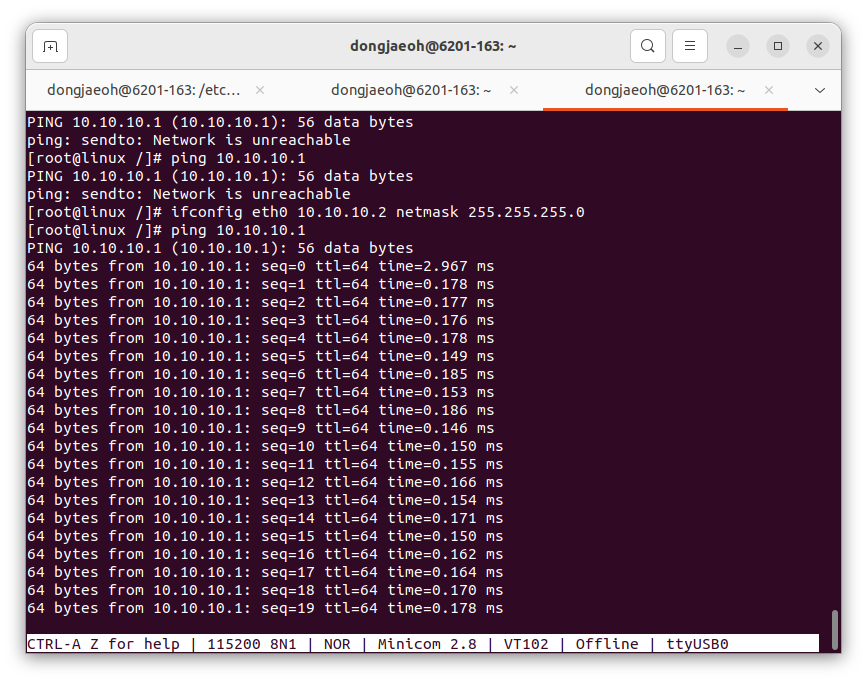 dongjaeoh@6201-163: ~
dongjaeoh@6201-163: /etc...
dongjaeoh@6201-163: ~
dongjaeoh@6201-163: ~
PING 10.10.10.1 (10.10.10.1): 56 data bytes
ping: sendto: Network is unreachable
[root@linux /]# ping 10.10.10.1
PING 10.10.10.1 (10.10.10.1): 56 data bytes
ping: sendto: Network is unreachable
[root@linux /]# ifconfig eth0 10.10.10.2 netmask 255.255.255.0
[root@linux /]# ping 10.10.10.1
PING 10.10.10.1 (10.10.10.1): 56 data bytes
64 bytes from 10.10.10.1: seq=0 ttl=64 time=2.967 ms
64 bytes from 10.10.10.1: seq=1 ttl=64 time=0.178 ms
64 bytes from 10.10.10.1: seq=2 ttl=64 time=0.177 ms
64 bytes from 10.10.10.1: seq=3 ttl=64 time=0.176 ms
64 bytes from 10.10.10.1: seq=4 ttl=64 time=0.178 ms
64 bytes from 10.10.10.1: seq=5 ttl=64 time=0.149 ms
64 bytes from 10.10.10.1: seq=6 ttl=64 time=0.185 ms
64 bytes from 10.10.10.1: seq=7 ttl=64 time=0.153 ms
64 bytes from 10.10.10.1: seq=8 ttl=64 time=0.186 ms
64 bytes from 10.10.10.1: seq=9 ttl=64 time=0.146 ms
64 bytes from 10.10.10.1: seq=10 ttl=64 time=0.150 ms
64 bytes from 10.10.10.1: seq=11 ttl=64 time=0.155 ms
64 bytes from 10.10.10.1: seq=12 ttl=64 time=0.166 ms
64 bytes from 10.10.10.1: seq=13 ttl=64 time=0.154 ms
64 bytes from 10.10.10.1: seq=14 ttl=64 time=0.171 ms
64 bytes from 10.10.10.1: seq=15 ttl=64 time=0.150 ms
64 bytes from 10.10.10.1: seq=16 ttl=64 time=0.162 ms
64 bytes from 10.10.10.1: seq=17 ttl=64 time=0.164 ms
64 bytes from 10.10.10.1: seq=18 ttl=64 time=0.170 ms
64 bytes from 10.10.10.1: seq=19 ttl=64 time=0.178 ms
CTRL-A Z for help | 115200 8N1 | NOR | Minicom 2.8 | VT102 | Offline | ttyUSB0